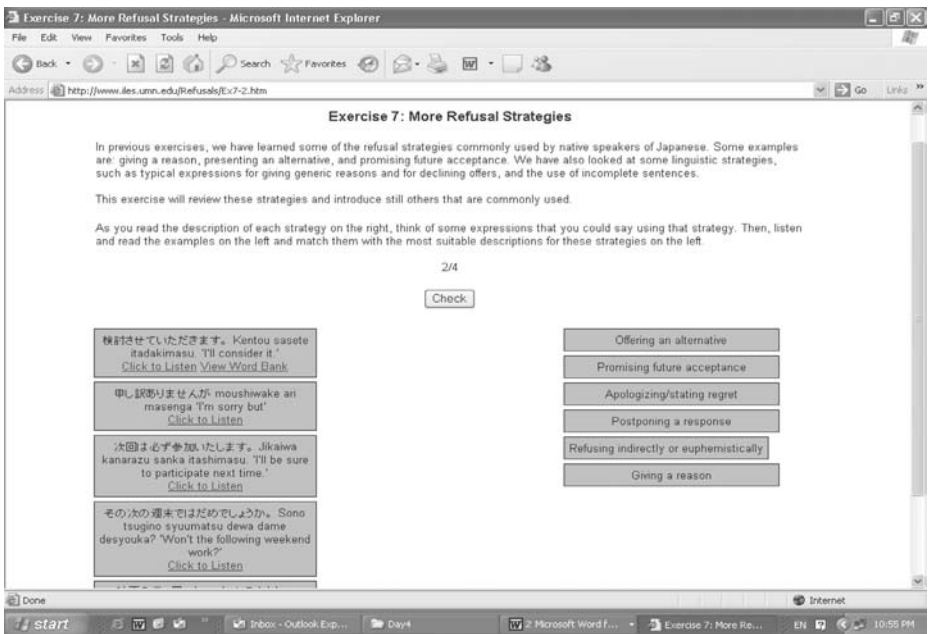 Exercise 7: More Refusal Strategies - Microsoft Internet Explorer
File Edit View Favorites Tools Help
Back Search Favorites
Address http://www.iles.umn.edu/Refusals/Ex7-2.htm Go Links »
Exercise 7: More Refusal Strategies
In previous exercises, we have learned some of the refusal strategies commonly used by native speakers of Japanese. Some examples
are: giving a reason, presenting an alternative, and promising future acceptance. We have also looked at some linguistic strategies,
such as typical expressions for giving generic reasons and for declining offers, and the use of incomplete sentences.
This exercise will review these strategies and introduce still others that are commonly used.
As you read the description of each strategy on the right, think of some expressions that you could say using that strategy. Then, listen
and read the examples on the left and match them with the most suitable descriptions for these strategies on the left.
2/4
Check
検討させていただきます。Kentou sasete
itadakimasu. 'I'll consider it.'
Click to Listen View Word Bank
申し訳ありませんが moushiwake ari
masenga 'I'm sorry but'
Click to Listen
次回は必ず参加いたします。Jikaiwa
kanarazu sanka itashimasu. 'I'll be sure
to participate next time.'
Click to Listen
その次の週末ではだめでしょうか。Sono
tsugino syuumatsu dewa dame
desyouka? 'Won't the following weekend
work?'
Click to Listen
Offering an alternative
Promising future acceptance
Apologizing/stating regret
Postponing a response
Refusing indirectly or euphemistically
Giving a reason
Done Internet
start Inbox - Outlook Exp... Day4 2 Microsoft Word f... Exercise 7: More Re... EN 10:55 PM